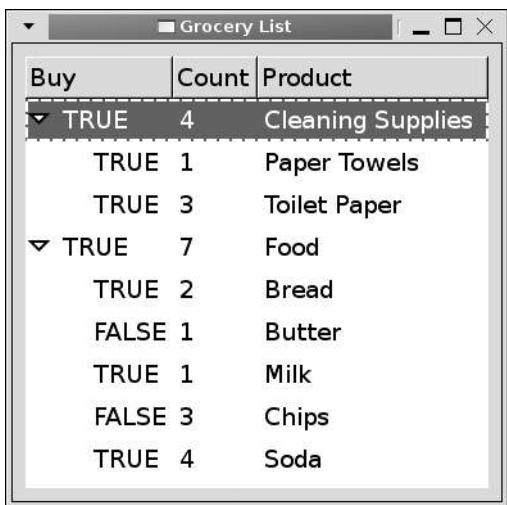 Grocery List
Buy Count Product
TRUE 4 Cleaning Supplies
TRUE 1 Paper Towels
TRUE 3 Toilet Paper
TRUE 7 Food
TRUE 2 Bread
FALSE 1 Butter
TRUE 1 Milk
FALSE 3 Chips
TRUE 4 Soda